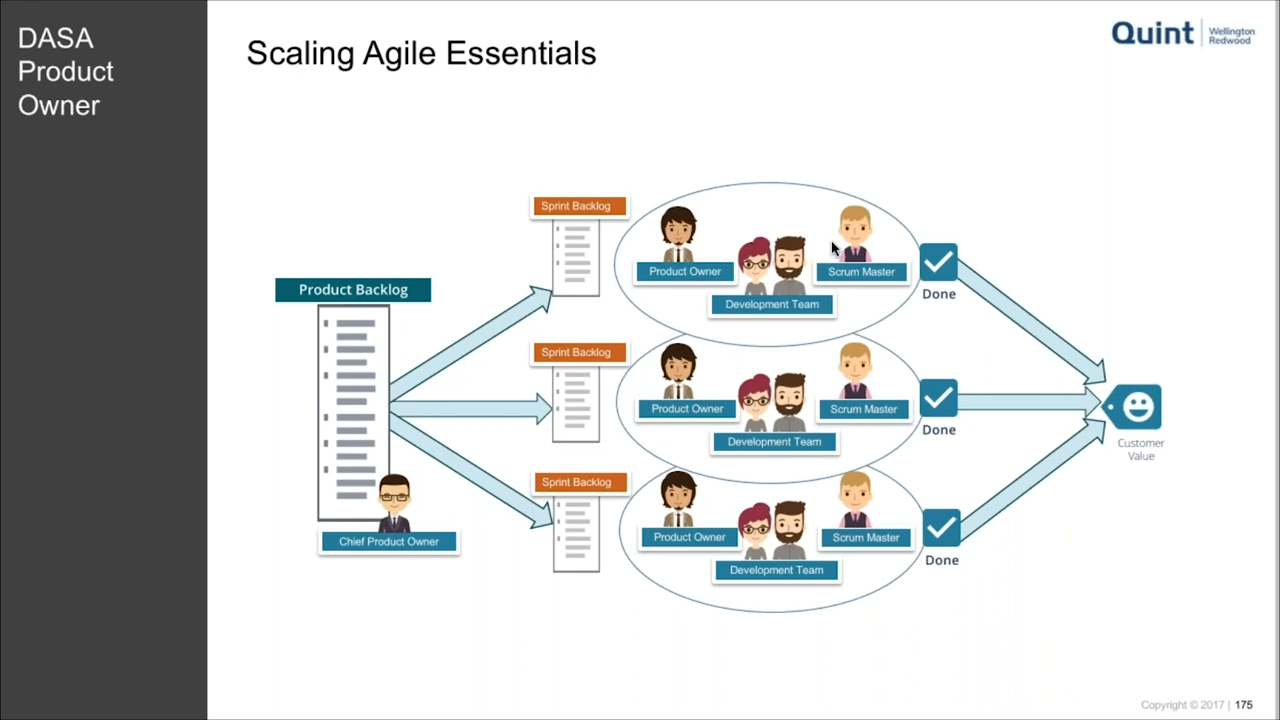 DASA
Product
Owner
Scaling Agile Essentials
Quint
Wellington
Redwood
Product Backlog
Chief Product Owner
Sprint Backlog
Product Owner
Scrum Master
Development Team
Done
Sprint Backlog
Product Owner
Scrum Master
Development Team
Done
Sprint Backlog
Product Owner
Scrum Master
Development Team
Done
Customer
Value
Copyright © 2017 | 175